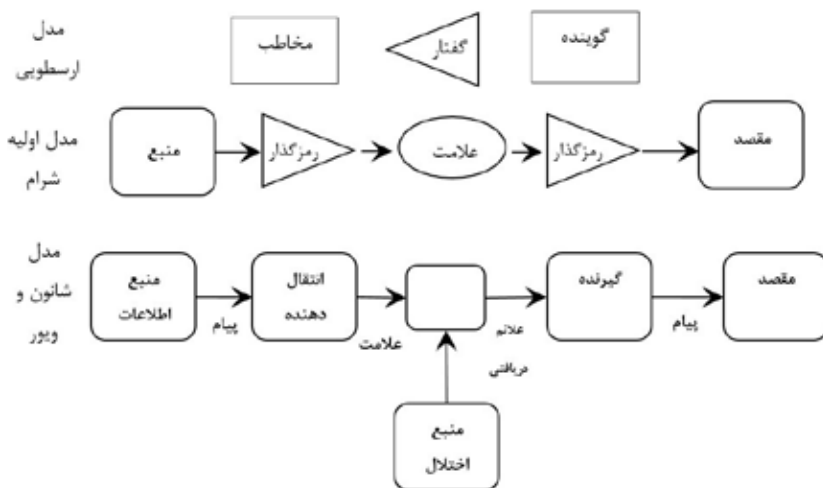 مدل
ارسطویی
گوینده
گفتار
مخاطب
مدل اولیه
شرام
منبع
رمزگذار
علامت
رمزگذار
مقصد
مدل
شانون و
ویور
منبع
اطلاعات
پیام
انتقال
دهنده
علامت
علائم
دریافتی
گیرنده
پیام
مقصد
منبع
اختلال